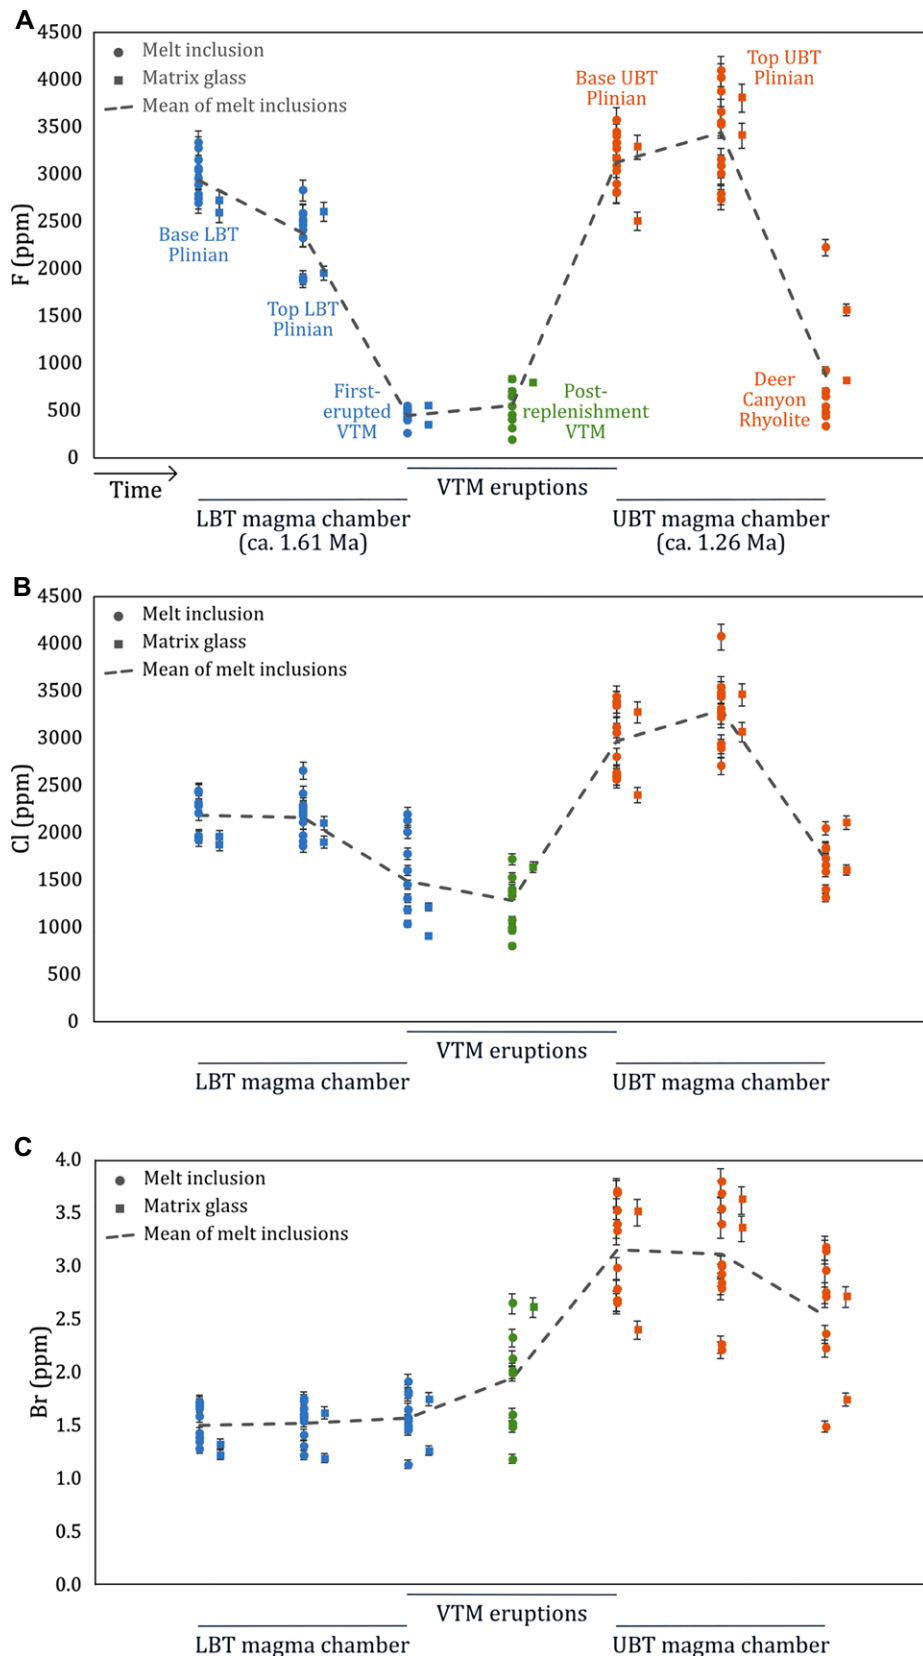 A
4500
4000
3500
3000
2500
2000
1500
1000
500
0
F (ppm)
Melt inclusion
Matrix glass
Mean of melt inclusions
Base LBT
Plinian
Top LBT
Plinian
First-
erupted
VTM
Post-
replenishment
VTM
Base UBT
Plinian
Top UBT
Plinian
Deer
Canyon
Rhyolite
Time
VTM eruptions
LBT magma chamber
(ca. 1.61 Ma)
UBT magma chamber
(ca. 1.26 Ma)
B
4500
4000
3500
3000
2500
2000
1500
1000
500
0
Cl (ppm)
Melt inclusion
Matrix glass
Mean of melt inclusions
VTM eruptions
LBT magma chamber
UBT magma chamber
C
4.0
3.5
3.0
2.5
2.0
1.5
1.0
0.5
0.0
Br (ppm)
Melt inclusion
Matrix glass
Mean of melt inclusions
VTM eruptions
LBT magma chamber
UBT magma chamber